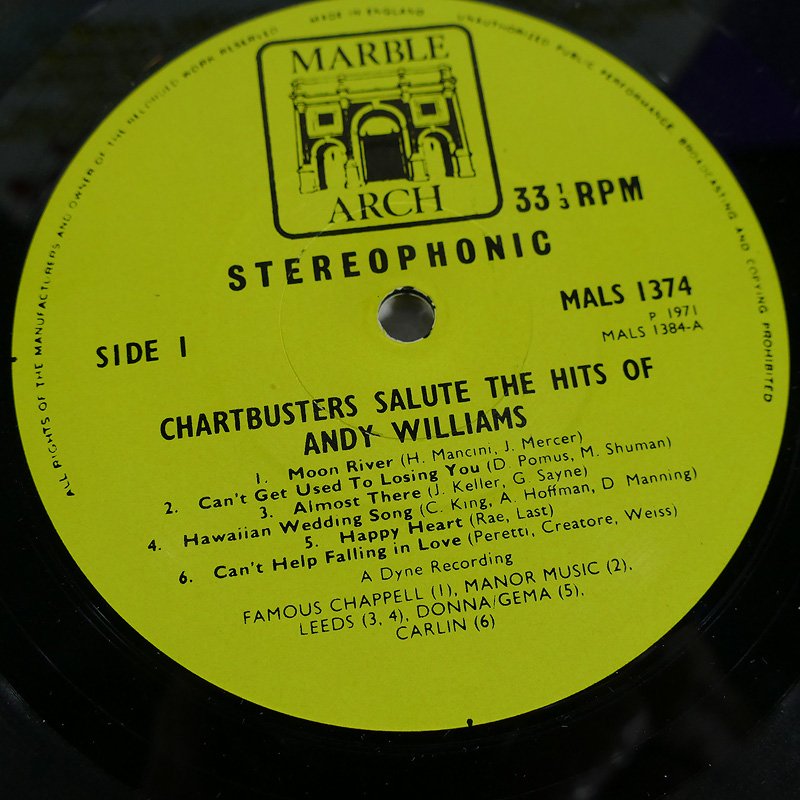 MADE IN ENGLAND
UNAUTHORIZED PUBLIC PERFORMANCE, BROADCASTING AND COPYING PROHIBITED
ALL RIGHTS OF THE MANUFACTURERS AND OWNER OF THE RECORDED WORK RESERVED
MARBLE
ARCH
33 1/3 RPM
STEREOPHONIC
MALS 1374
P 1971
MALS 1384-A
SIDE 1
CHARTBUSTERS SALUTE THE HITS OF
ANDY WILLIAMS
1. Moon River (H. Mancini, J. Mercer)
2. Can't Get Used To Losing You (D. Pomus, M. Shuman)
3. Almost There (J. Keller, G. Sayne)
4. Hawaiian Wedding Song (C. King, A. Hoffman, D Manning)
5. Happy Heart (Rae, Last)
6. Can't Help Falling in Love (Peretti, Creatore, Weiss)
A Dyne Recording
FAMOUS CHAPPELL (1), MANOR MUSIC (2),
LEEDS (3, 4), DONNA/GEMA (5),
CARLIN (6)